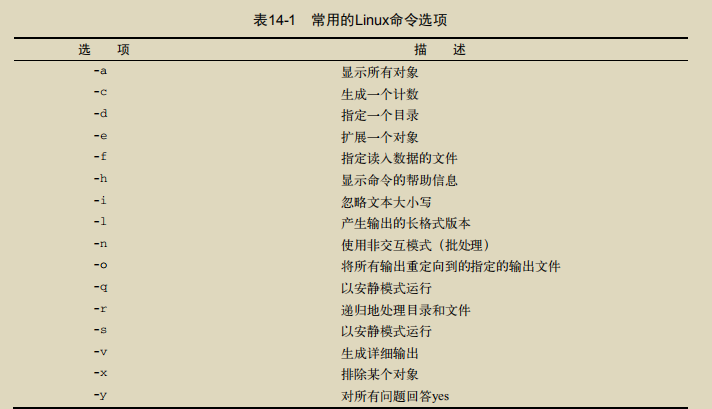 表14-1 常用的Linux命令选项
选 项 描 述
-a 显示所有对象
-c 生成一个计数
-d 指定一个目录
-e 扩展一个对象
-f 指定读入数据的文件
-h 显示命令的帮助信息
-i 忽略文本大小写
-l 产生输出的长格式版本
-n 使用非交互模式（批处理）
-o 将所有输出重定向到的指定的输出文件
-q 以安静模式运行
-r 递归地处理目录和文件
-s 以安静模式运行
-v 生成详细输出
-x 排除某个对象
-y 对所有问题回答yes